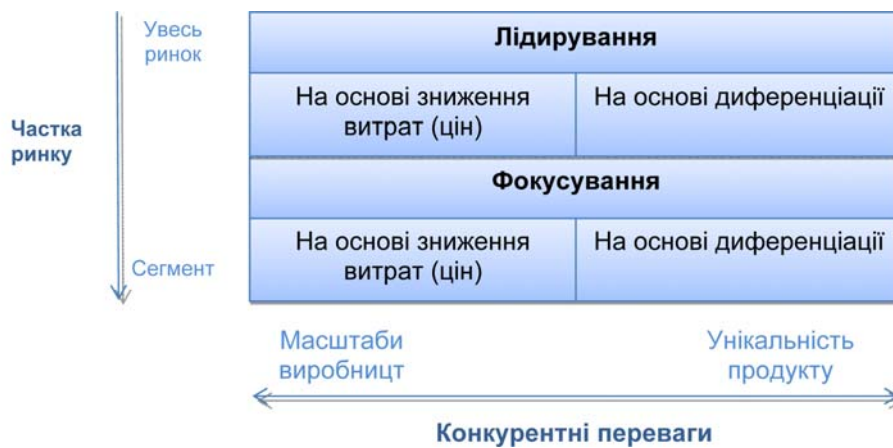 Увесь
ринок
Лідирування
На основі зниження
витрат (цін)
На основі диференціації
Частка
ринку
Фокусування
На основі зниження
витрат (цін)
На основі диференціації
Сегмент
Масштаби
виробницт
Унікальність
продукту
Конкурентні переваги